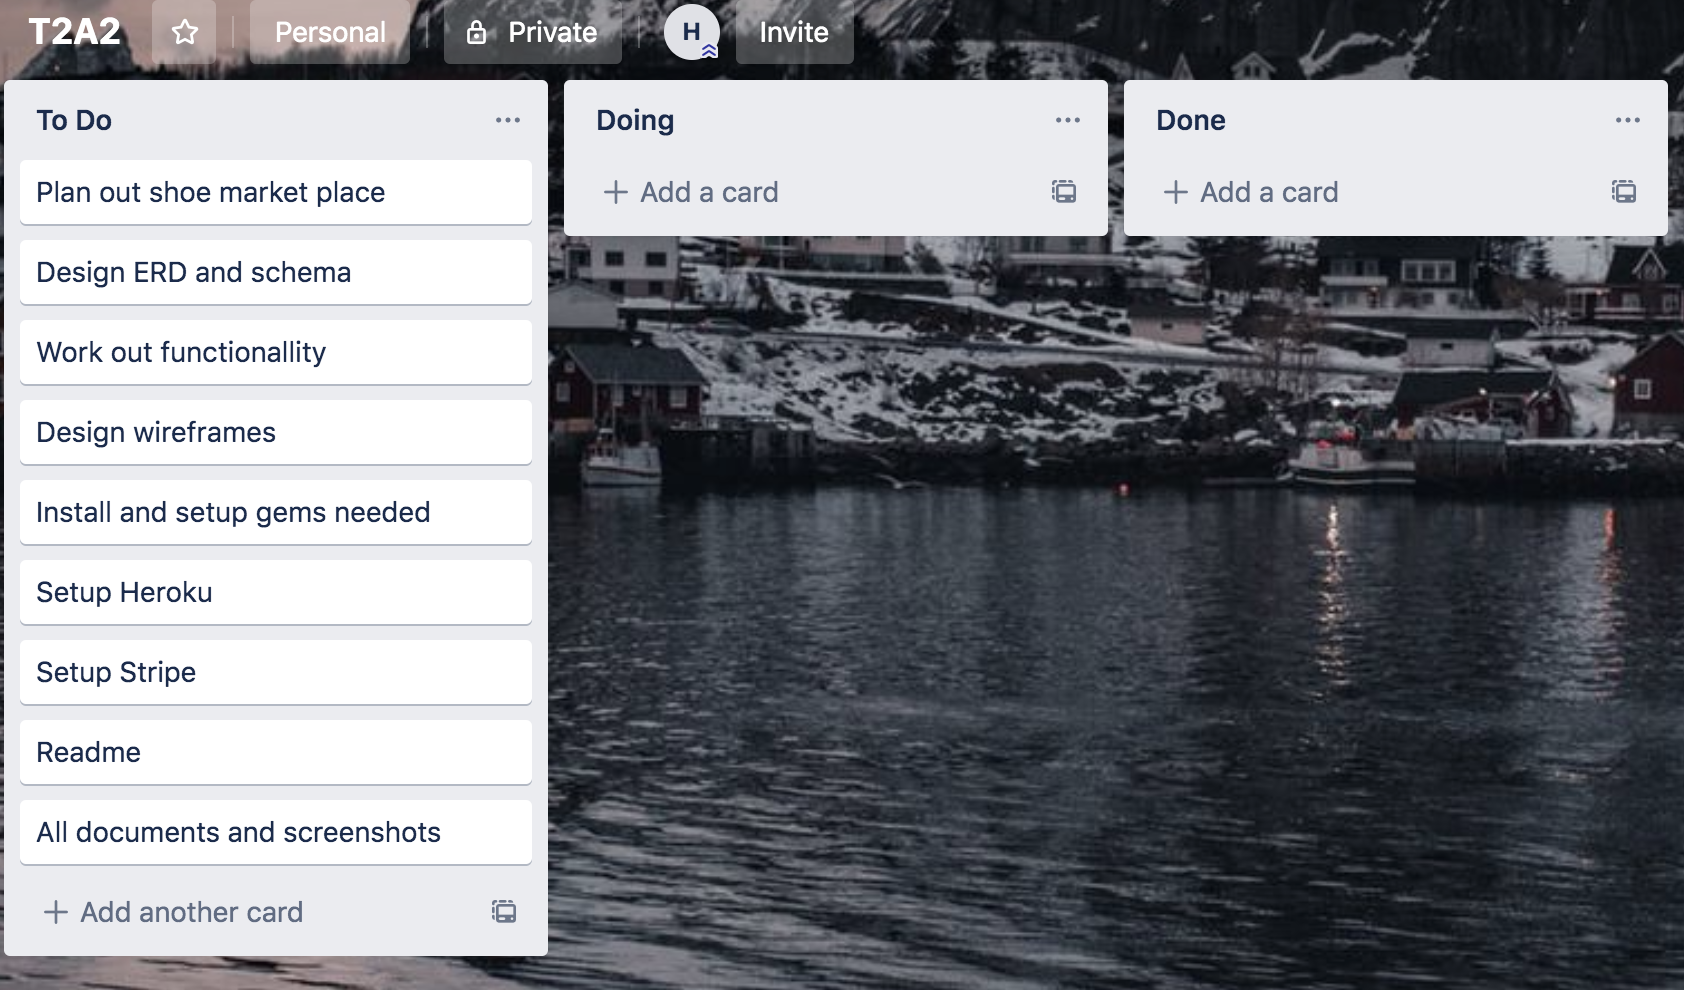 T2A2
Personal
Private
H
Invite
To Do
Plan out shoe market place
Design ERD and schema
Work out functionallity
Design wireframes
Install and setup gems needed
Setup Heroku
Setup Stripe
Readme
All documents and screenshots
Add another card
Doing
Add a card
Done
Add a card